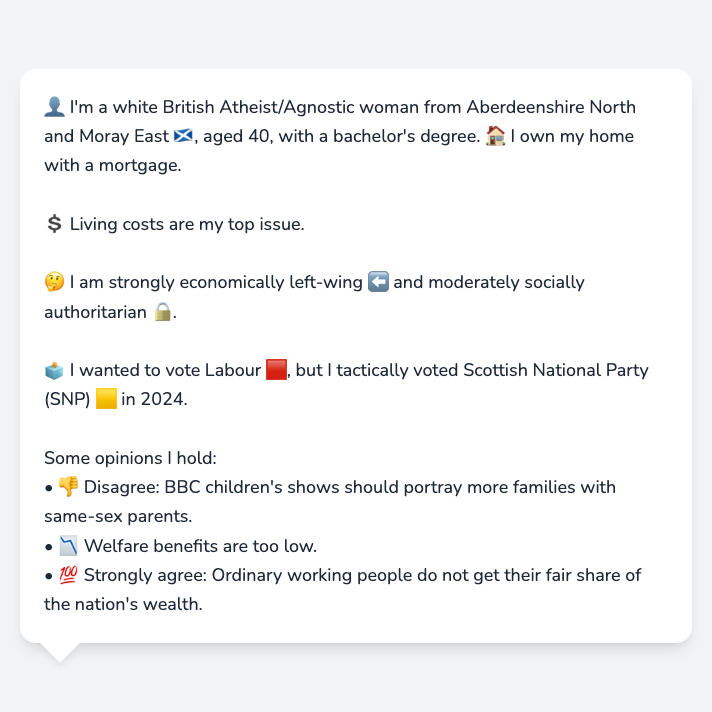 👤 I'm a white British Atheist/Agnostic woman from Aberdeenshire North
and Moray East 🏴󠁧󠁢󠁳󠁣󠁴󠁿, aged 40, with a bachelor's degree. 🏠 I own my home
with a mortgage.
💲 Living costs are my top issue.
🤔 I am strongly economically left-wing ⬅️ and moderately socially
authoritarian 🔒.
🗳️ I wanted to vote Labour 🟥, but I tactically voted Scottish National Party
(SNP) 🟨 in 2024.
Some opinions I hold:
• 👎 Disagree: BBC children's shows should portray more families with
same-sex parents.
• 📉 Welfare benefits are too low.
• 💯 Strongly agree: Ordinary working people do not get their fair share of
the nation's wealth.